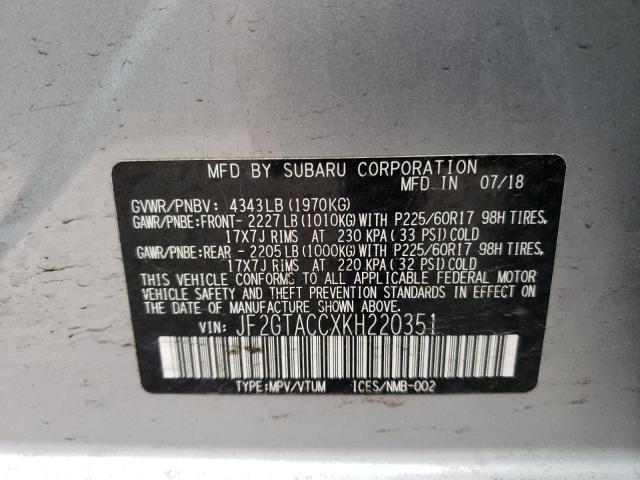 MFD BY SUBARU CORPORATION
MFD IN 07/18
GVWR/PNBV: 4343LB (1970KG)
GAWR/PNBE:FRONT- 2227LB (1010KG) WITH P225/60R17 98H TIRES,
17X7J RIMS AT 230 KPA (33 PSI) COLD
GAWR/PNBE:REAR - 2205LB (1000KG) WITH P225/60R17 98H TIRES,
17X7J RIMS AT 220 KPA (32 PSI) COLD
THIS VEHICLE CONFORMS TO ALL APPLICABLE FEDERAL MOTOR
VEHICLE SAFETY AND THEFT PREVENTION STANDARDS IN EFFECT ON
THE DATE OF MANUFACTURE SHOWN ABOVE.
VIN: JF2GTACCXKH220351
TYPE:MPV/VTUM ICES/NMB-002